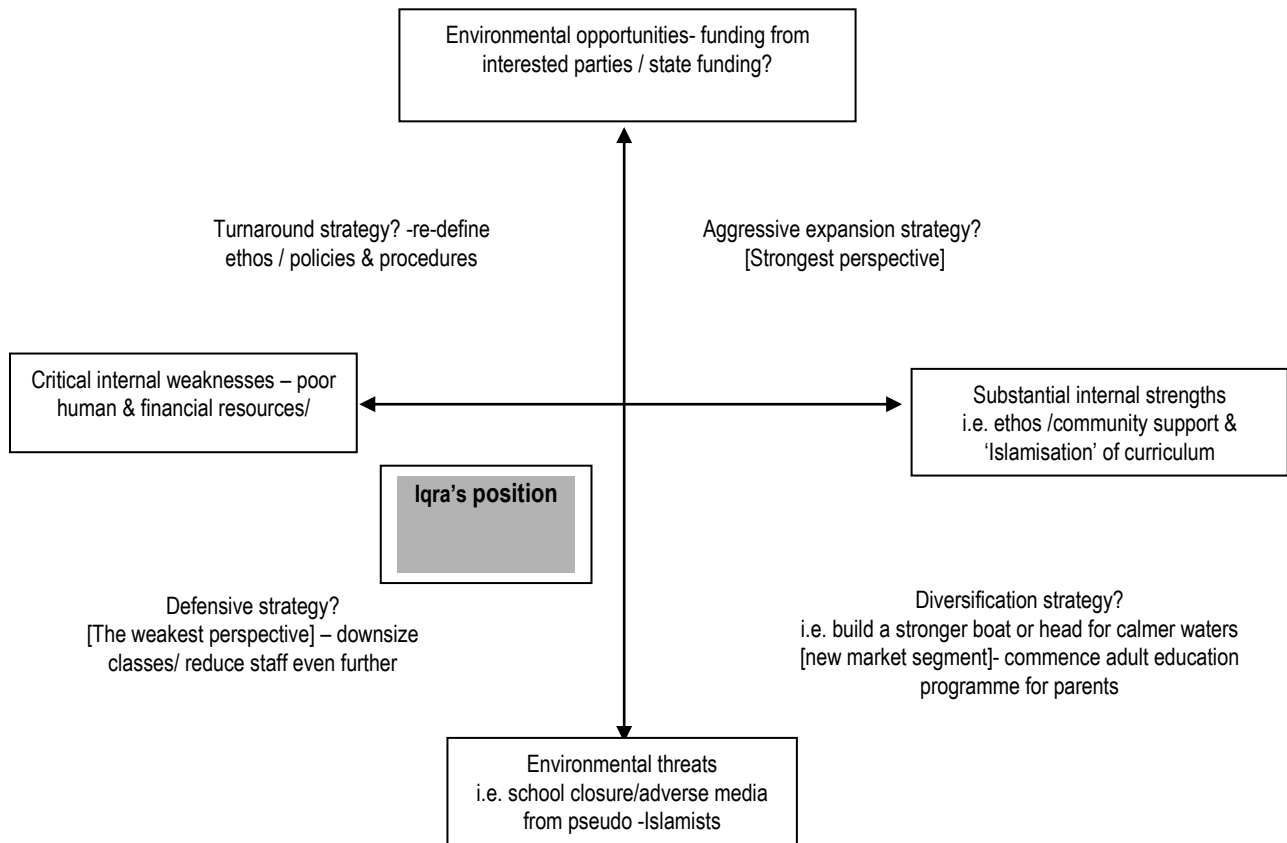 Environmental opportunities- funding from
interested parties / state funding?
Turnaround strategy? -re-define
ethos / policies & procedures
Aggressive expansion strategy?
[Strongest perspective]
Critical internal weaknesses – poor
human & financial resources/
Substantial internal strengths
i.e. ethos /community support &
‘Islamisation’ of curriculum
Iqra’s position
Defensive strategy?
[The weakest perspective] – downsize
classes/ reduce staff even further
Diversification strategy?
i.e. build a stronger boat or head for calmer waters
[new market segment]- commence adult education
programme for parents
Environmental threats
i.e. school closure/adverse media
from pseudo -Islamists